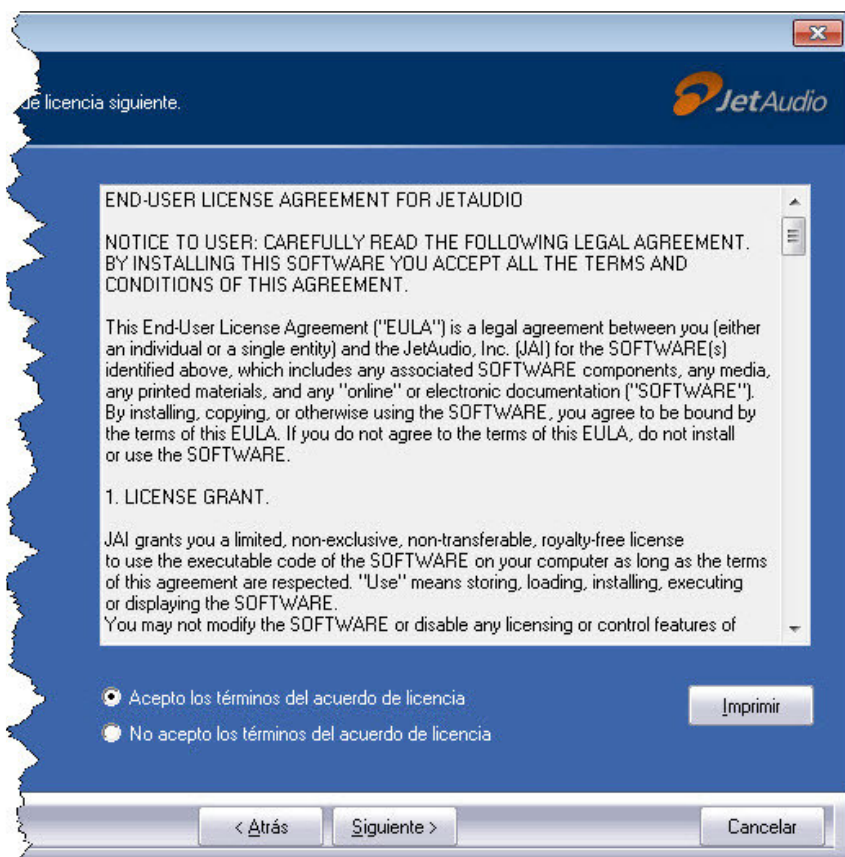 de licencia siguiente.
JetAudio
END-USER LICENSE AGREEMENT FOR JETAUDIO
NOTICE TO USER: CAREFULLY READ THE FOLLOWING LEGAL AGREEMENT.
BY INSTALLING THIS SOFTWARE YOU ACCEPT ALL THE TERMS AND
CONDITIONS OF THIS AGREEMENT.
This End-User License Agreement ("EULA") is a legal agreement between you (either
an individual or a single entity) and the JetAudio, Inc. (JAI) for the SOFTWARE(s)
identified above, which includes any associated SOFTWARE components, any media,
any printed materials, and any "online" or electronic documentation ("SOFTWARE").
By installing, copying, or otherwise using the SOFTWARE, you agree to be bound by
the terms of this EULA. If you do not agree to the terms of this EULA, do not install
or use the SOFTWARE.
1. LICENSE GRANT.
JAI grants you a limited, non-exclusive, non-transferable, royalty-free license
to use the executable code of the SOFTWARE on your computer as long as the terms
of this agreement are respected. "Use" means storing, loading, installing, executing
or displaying the SOFTWARE.
You may not modify the SOFTWARE or disable any licensing or control features of
Acepto los términos del acuerdo de licencia
No acepto los términos del acuerdo de licencia
Imprimir
< Atrás
Siguiente >
Cancelar